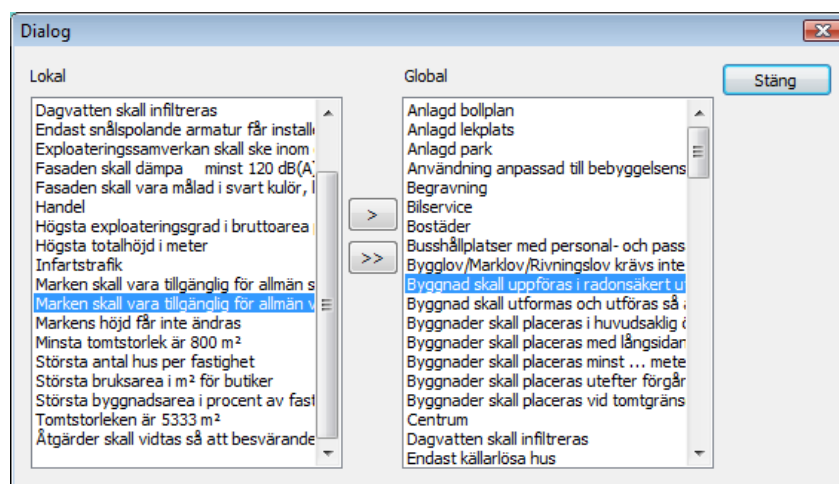 Dialog
Lokal
Dagvatten skall infiltreras
Endast snålspolande armatur får install
Exploateringssamverkan skall ske inom
Fasaden skall dämpa minst 120 dB(A)
Fasaden skall vara målad i svart kulör, l
Handel
Högsta exploateringsgrad i bruttoarea
Högsta totalhöjd i meter
Infartstrafik
Marken skall vara tillgänglig för allmän s
Marken skall vara tillgänglig för allmän v
Markens höjd får inte ändras
Minsta tomtstorlek är 800 m²
Största antal hus per fastighet
Största bruksarea i m² för butiker
Största byggnadsarea i procent av fast
Tomtstorleken är 5333 m²
Åtgärder skall vidtas så att besvärande
>
>>
Global
Anlagd bollplan
Anlagd lekplats
Anlagd park
Användning anpassad till bebyggelsens
Begravning
Bilservice
Bostäder
Busshållplatser med personal- och pass
Bygglov/Marklov/Rivningslov krävs inte
Byggnad skall uppföras i radonsäkert u
Byggnad skall utformas och utföras så
Byggnader skall placeras i huvudsaklig
Byggnader skall placeras med långsidan
Byggnader skall placeras minst ... mete
Byggnader skall placeras utefter förgår
Byggnader skall placeras vid tomtgräns
Centrum
Dagvatten skall infiltreras
Endast källarlösa hus
Stäng